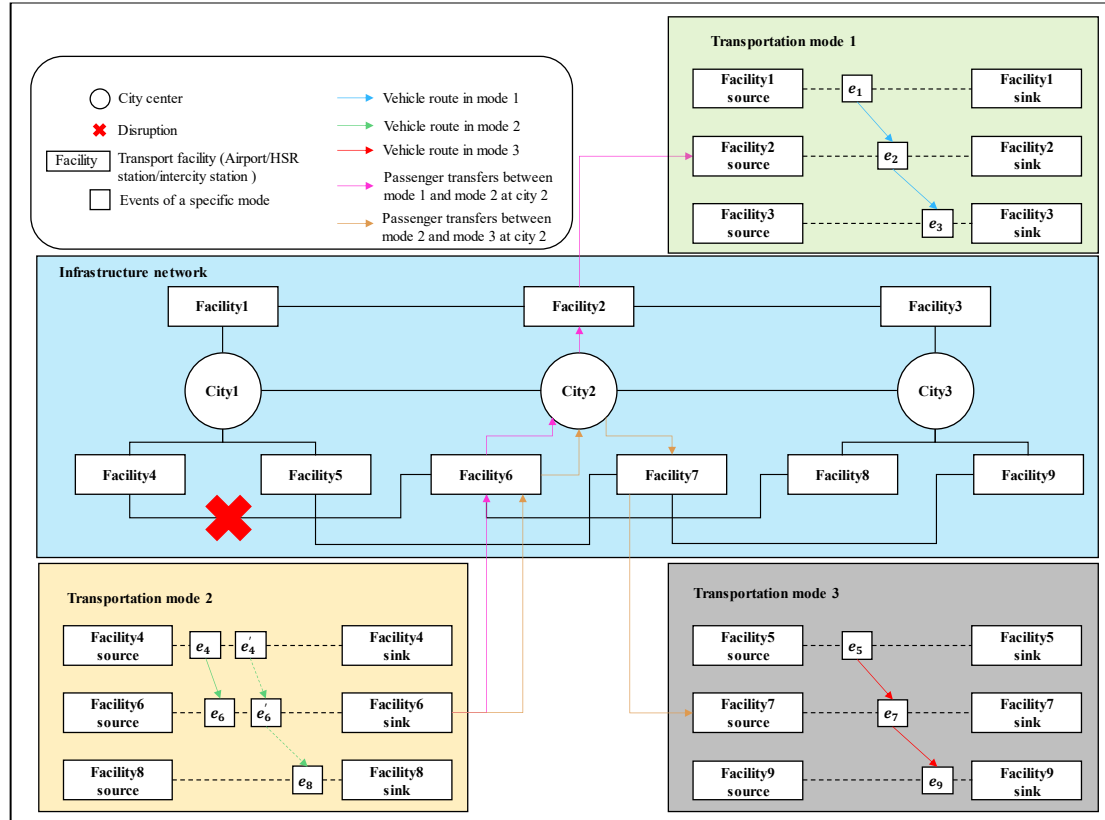 City center
Disruption
Facility
Transport facility (Airport/HSR
station/intercity station )
Events of a specific mode
Vehicle route in mode 1
Vehicle route in mode 2
Vehicle route in mode 3
Passenger transfers between
mode 1 and mode 2 at city 2
Passenger transfers between
mode 2 and mode 3 at city 2
Transportation mode 1
Facility1
source
e₁
Facility1
sink
Facility2
source
e₂
Facility2
sink
Facility3
source
e₃
Facility3
sink
Infrastructure network
Facility1
Facility2
Facility3
City1
City2
City3
Facility4
Facility5
Facility6
Facility7
Facility8
Facility9
Transportation mode 2
Facility4
source
e₄
e₄'
Facility4
sink
Facility6
source
e₆
e₆'
Facility6
sink
Facility8
source
e₈
Facility8
sink
Transportation mode 3
Facility5
source
e₅
Facility5
sink
Facility7
source
e₇
Facility7
sink
Facility9
source
e₉
Facility9
sink